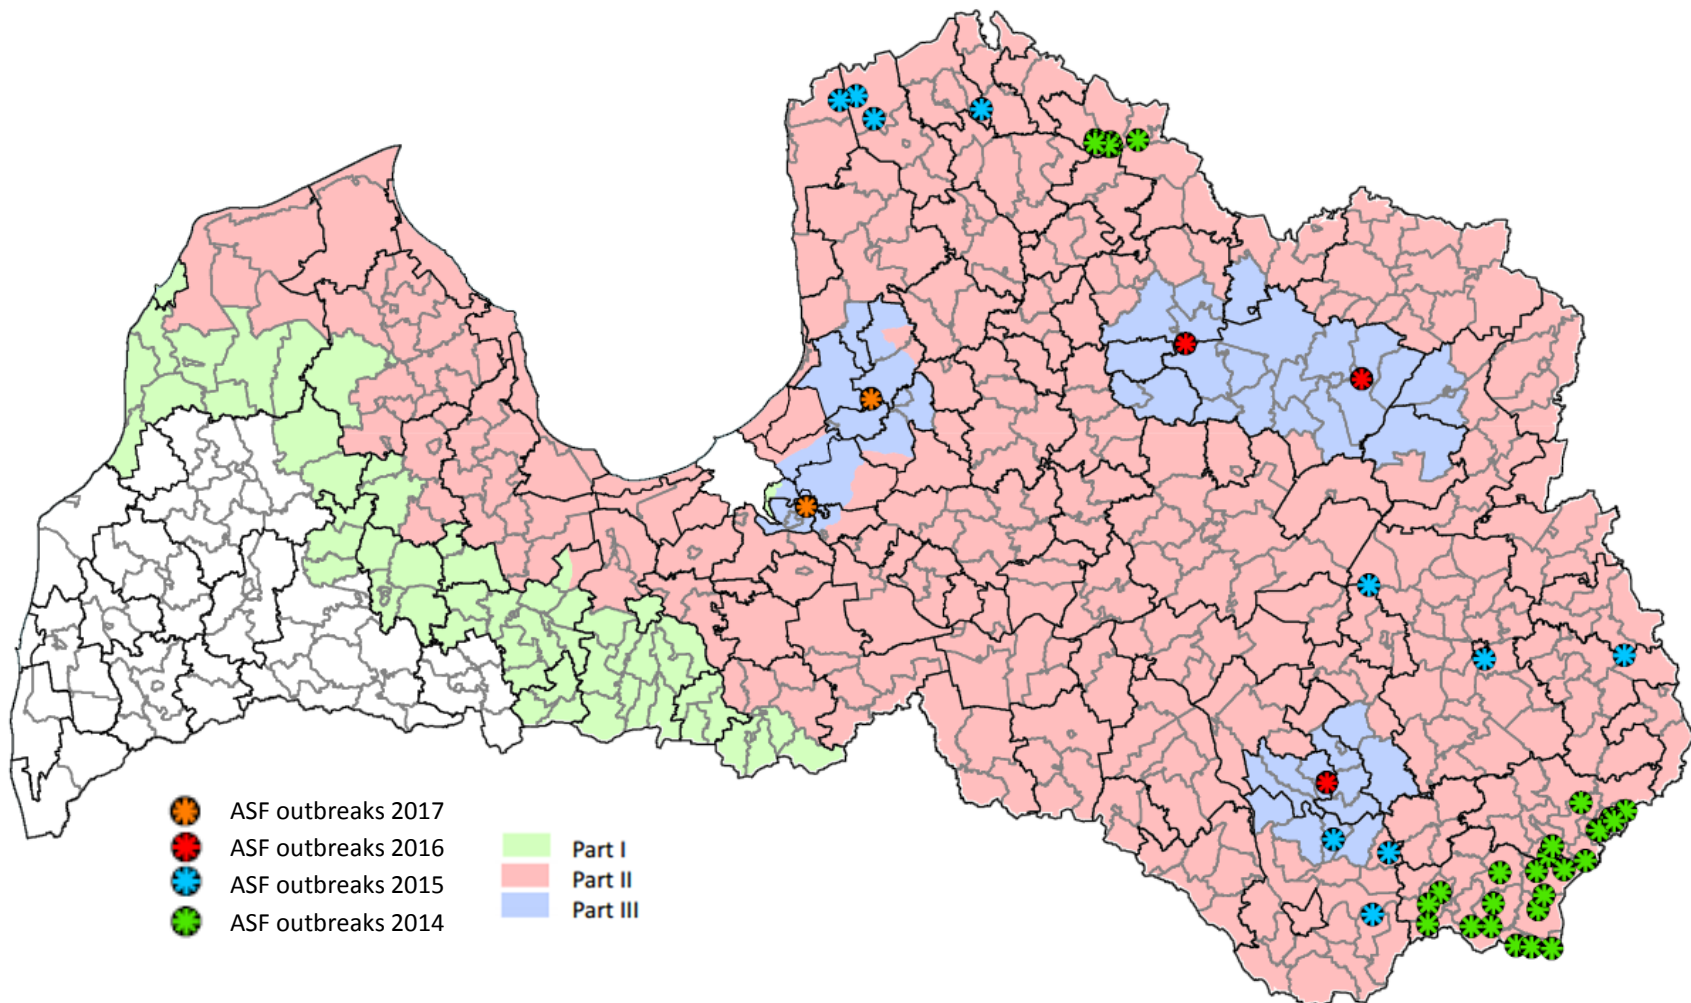 ASF outbreaks 2017
ASF outbreaks 2016
ASF outbreaks 2015
ASF outbreaks 2014
Part I
Part II
Part III